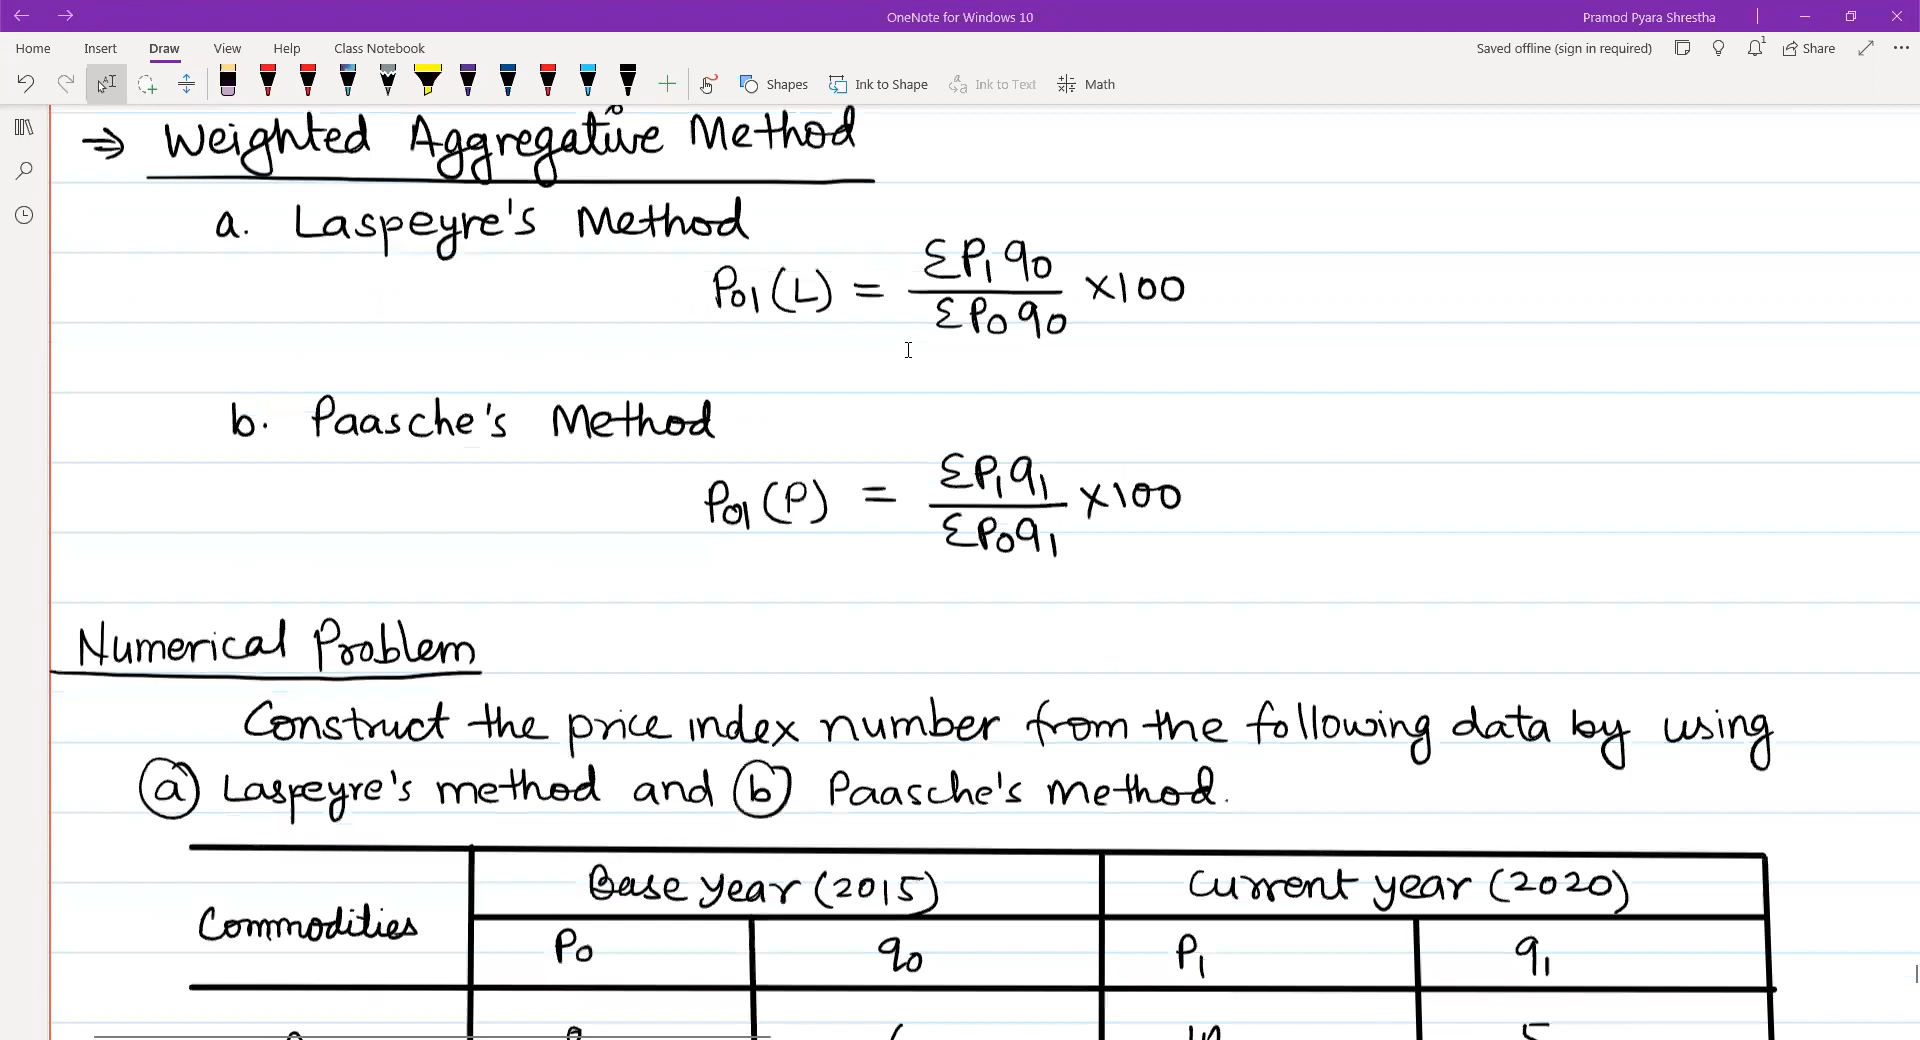 OneNote for Windows 10
Pramod Pyara Shrestha
Home Insert Draw View Help Class Notebook
Saved offline (sign in required) 1 Share
Shapes Ink to Shape Ink to Text Math
⇒ Weighted Aggregative Method
a. Laspeyre's Method
P₀₁(L) = ΣP₁q₀ / ΣP₀q₀ ×100
b. Paasche's Method
P₀₁(P) = ΣP₁q₁ / ΣP₀q₁ ×100
Numerical Problem
Construct the price index number from the following data by using
(a) Laspeyre's method and (b) Paasche's method.
Commodities Base year (2015) Current year (2020)
P₀ q₀ P₁ q₁